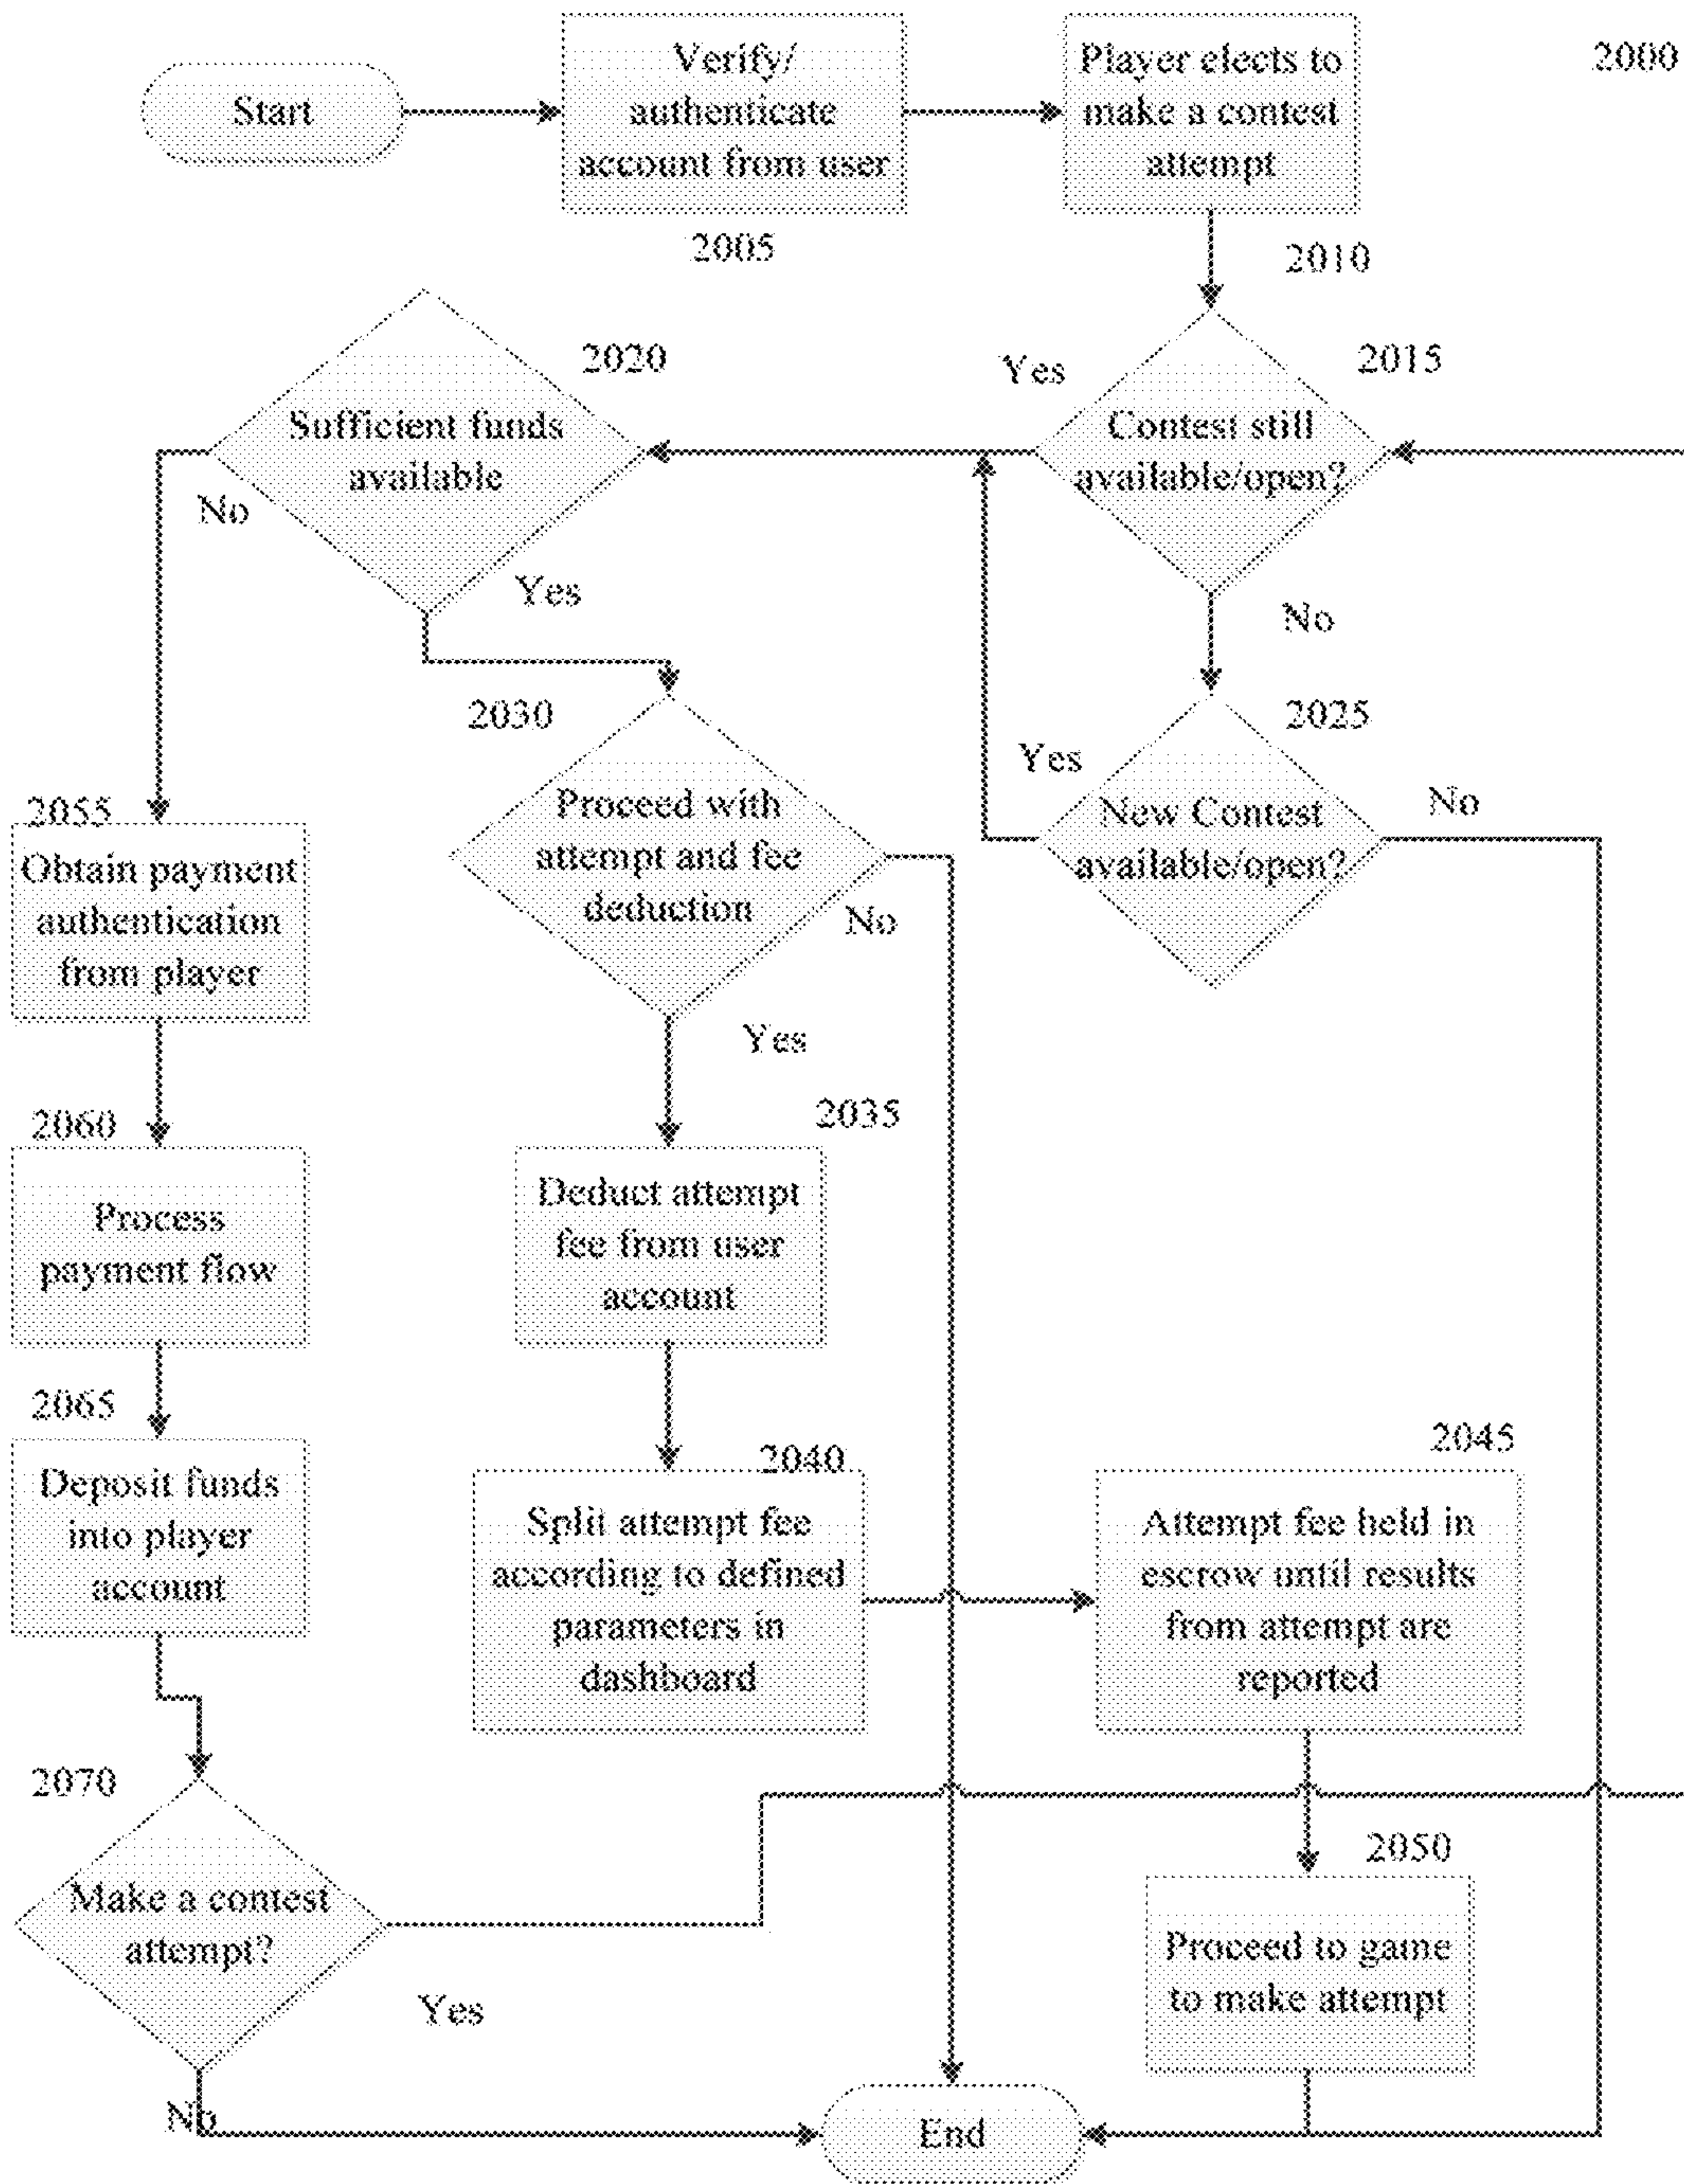 2000
Start
Verify/
authenticate
account from user
2005
Player elects to
make a contest
attempt
2010
2015
Contest still
available/open?
Yes
No
2020
Sufficient funds
available
No
Yes
2025
New Contest
available/open?
Yes
No
2030
Proceed with
attempt and fee
deduction
No
Yes
2035
Deduct attempt
fee from user
account
2040
Split attempt fee
according to defined
parameters in
dashboard
2045
Attempt fee held in
escrow until results
from attempt are
reported
2050
Proceed to game
to make attempt
2055
Obtain payment
authentication
from player
2060
Process
payment flow
2065
Deposit funds
into player
account
2070
Make a contest
attempt?
Yes
No
End